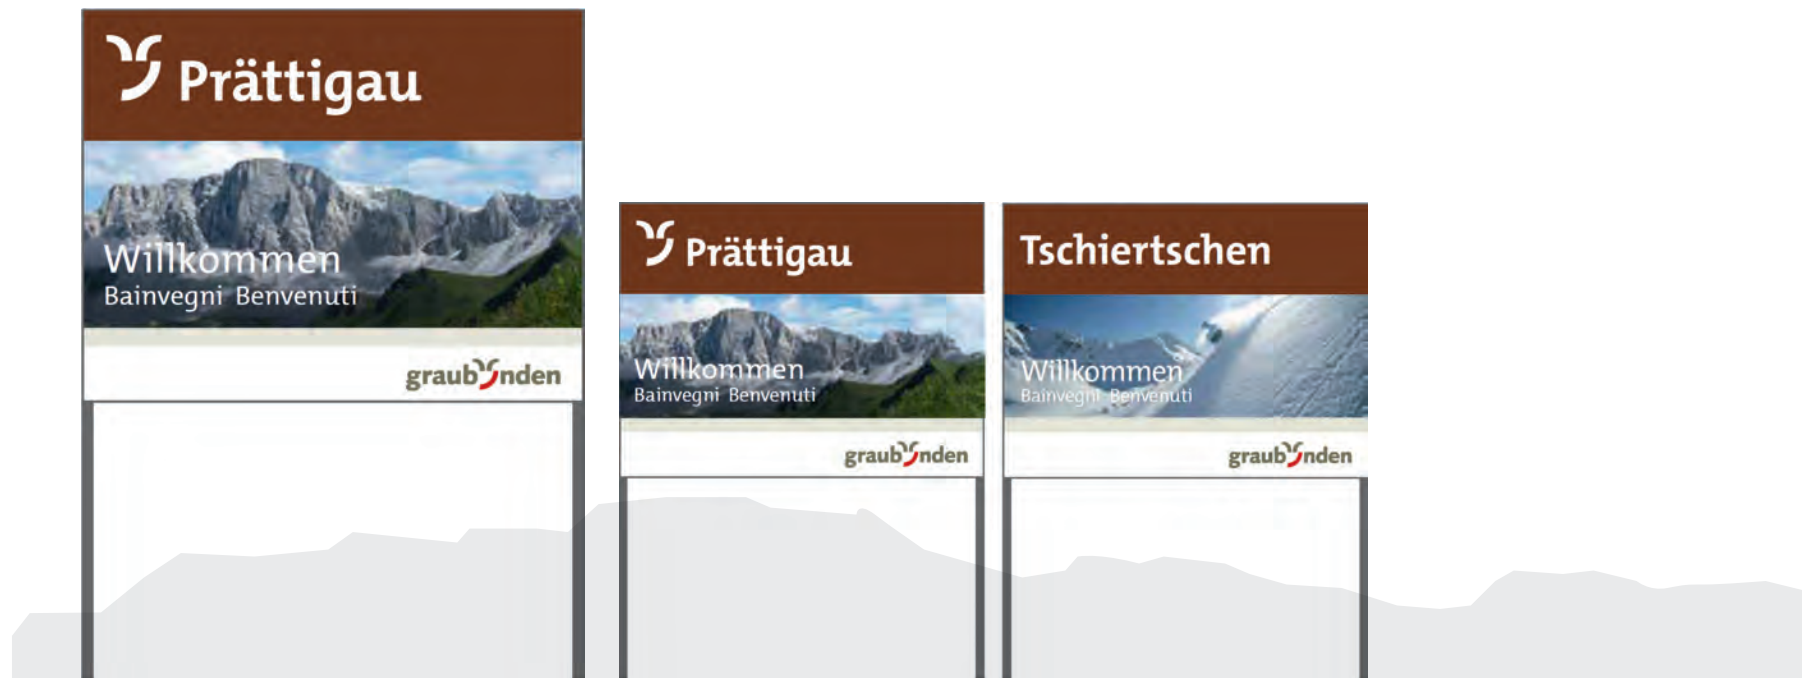 Prättigau
Willkommen
Bainvegni Benvenuti
graubünden
Prättigau
Willkommen
Bainvegni Benvenuti
graubünden
Tschiertschen
Willkommen
Bainvegni Benvenuti
graubünden